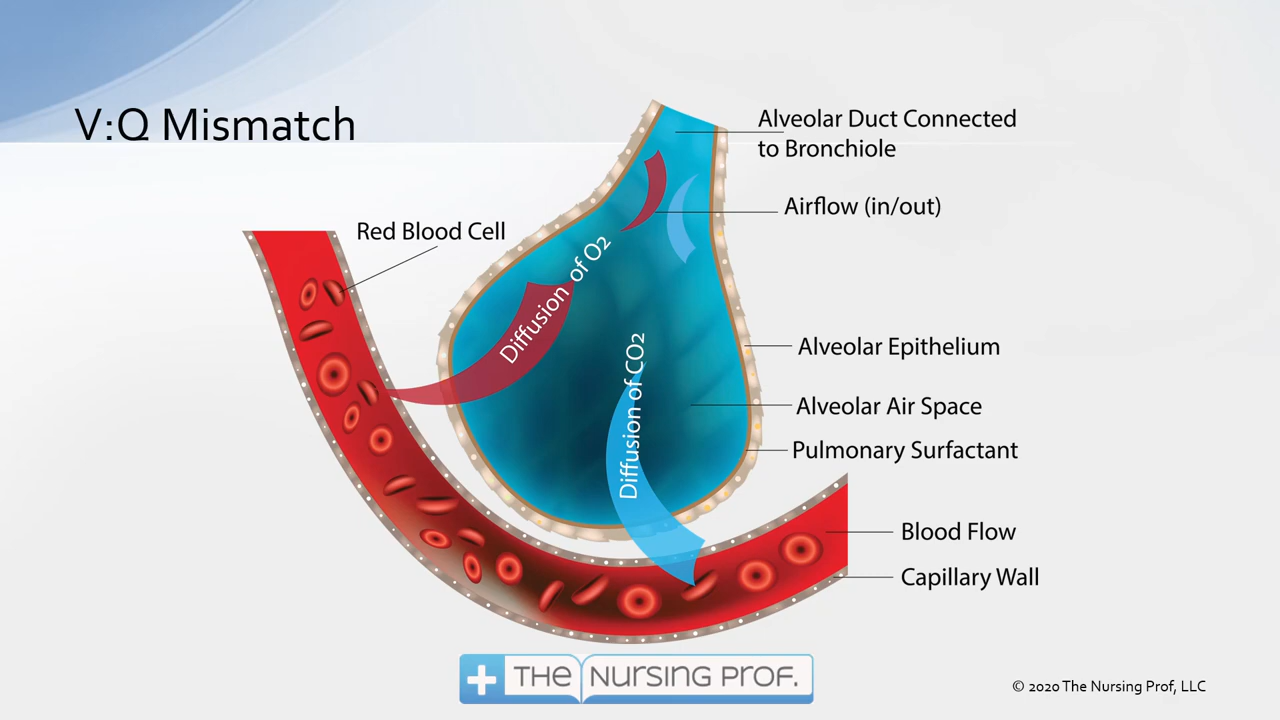 V:Q Mismatch
Alveolar Duct Connected
to Bronchiole
Airflow (in/out)
Red Blood Cell
Diffusion of O2
Diffusion of CO2
Alveolar Epithelium
Alveolar Air Space
Pulmonary Surfactant
Blood Flow
Capillary Wall
THE NURSING PROF.
© 2020 The Nursing Prof, LLC